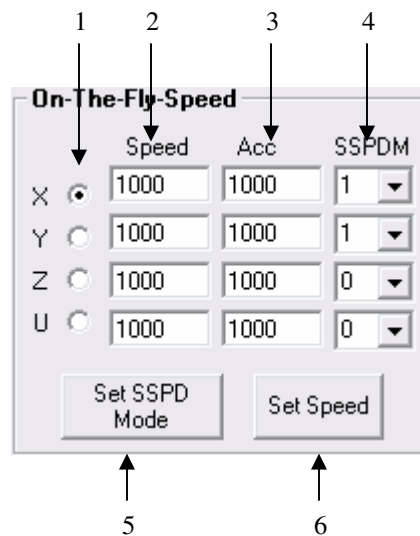 1 2 3 4
On-The-Fly-Speed
Speed Acc SSPDM
X 1000 1000 1
Y 1000 1000 1
Z 1000 1000 0
U 1000 1000 0
Set SSPD Mode Set Speed
5 6